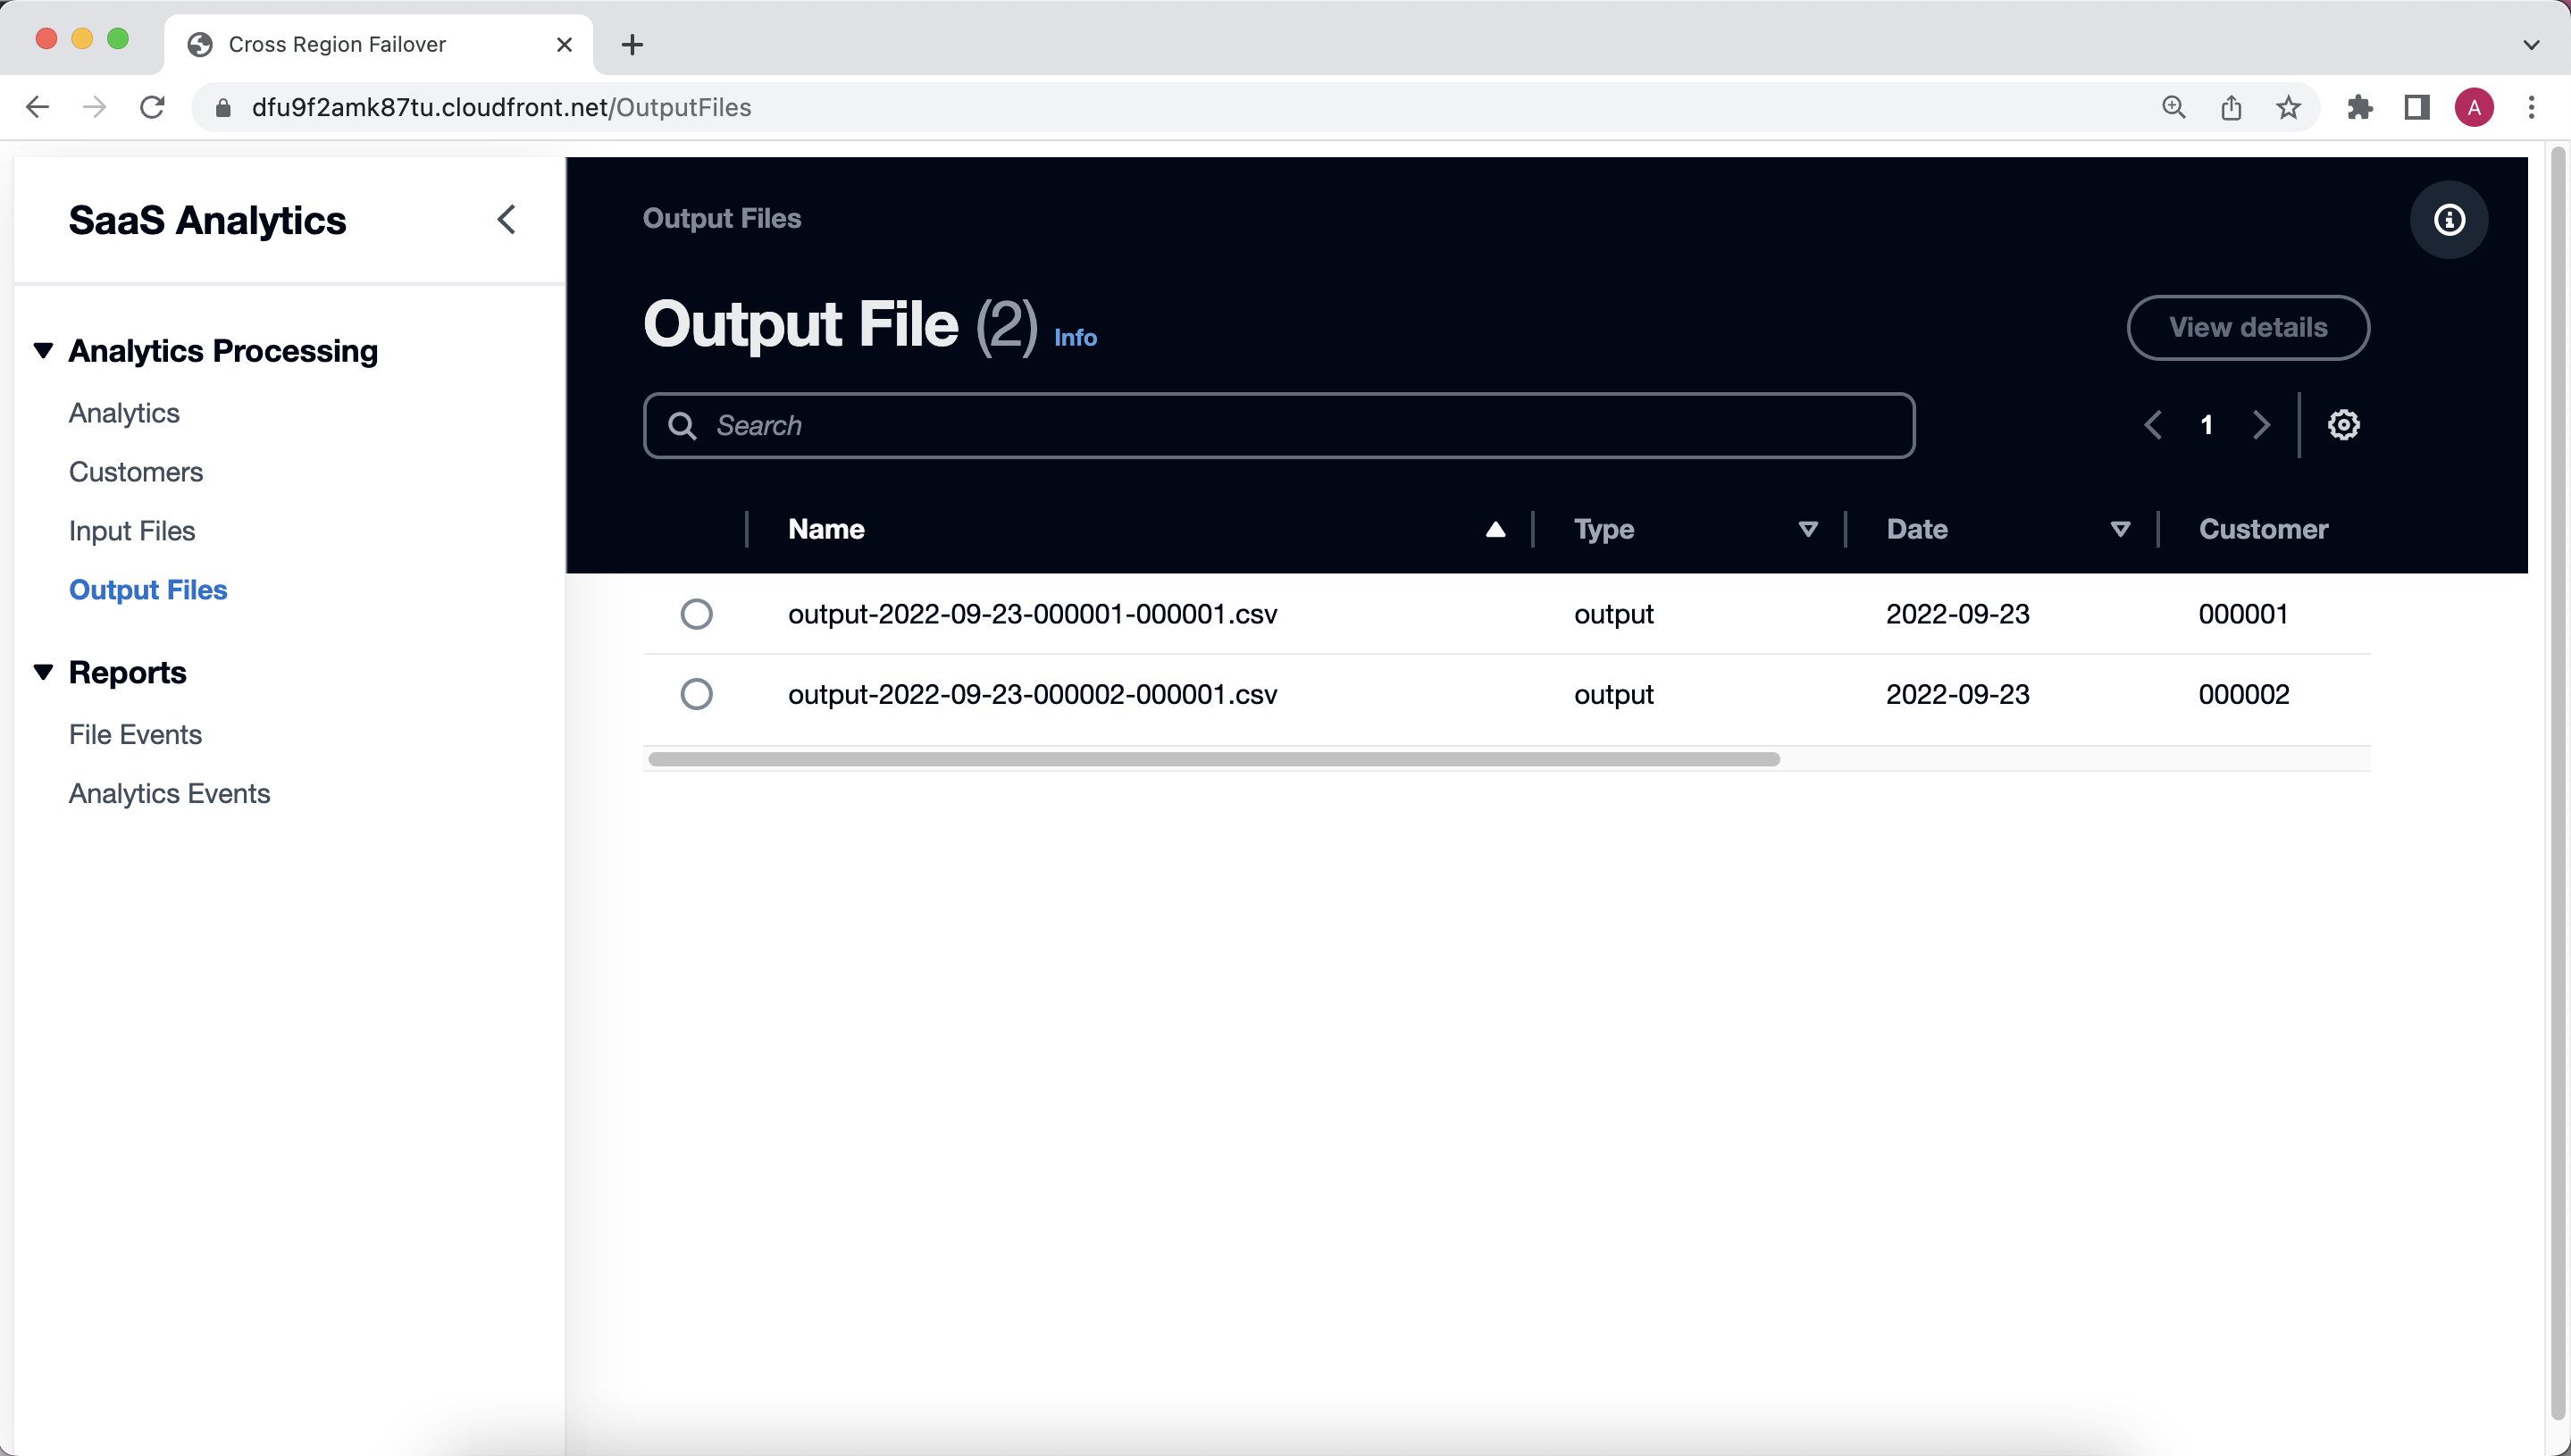 Cross Region Failover
dfu9f2amk87tu.cloudfront.net/OutputFiles
A
SaaS Analytics
Analytics Processing
Analytics
Customers
Input Files
Output Files
Reports
File Events
Analytics Events
Output Files
Output File (2) Info
View details
Search
1
Name Type Date Customer
output-2022-09-23-000001-000001.csv output 2022-09-23 000001
output-2022-09-23-000002-000001.csv output 2022-09-23 000002